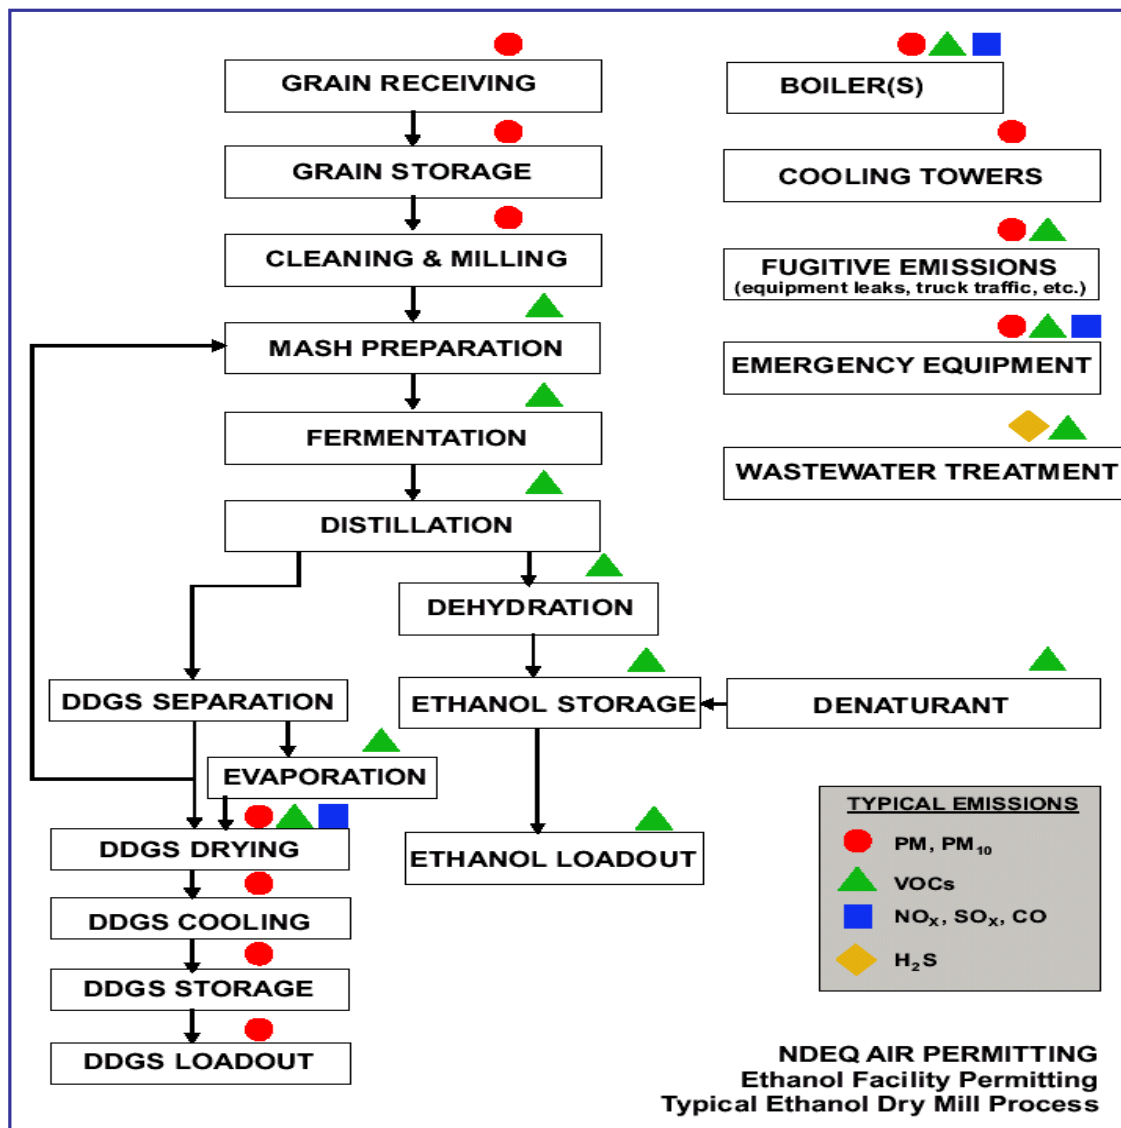 GRAIN RECEIVING
GRAIN STORAGE
CLEANING & MILLING
MASH PREPARATION
FERMENTATION
DISTILLATION
DEHYDRATION
DDGS SEPARATION
ETHANOL STORAGE
DENATURANT
EVAPORATION
DDGS DRYING
ETHANOL LOADOUT
DDGS COOLING
DDGS STORAGE
DDGS LOADOUT
BOILER(S)
COOLING TOWERS
FUGITIVE EMISSIONS
(equipment leaks, truck traffic, etc.)
EMERGENCY EQUIPMENT
WASTEWATER TREATMENT
TYPICAL EMISSIONS
PM, PM₁₀
VOCs
NOₓ, SOₓ, CO
H₂S
NDEQ AIR PERMITTING
Ethanol Facility Permitting
Typical Ethanol Dry Mill Process